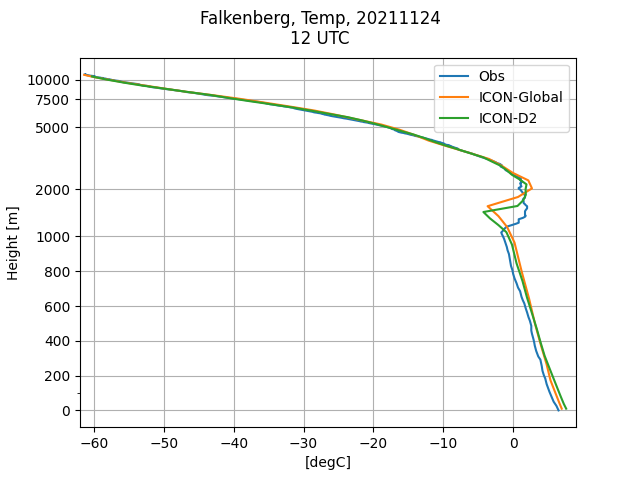 Falkenberg, Temp, 20211124
12 UTC
Obs
ICON-Global
ICON-D2
10000
7500
5000
2000
1000
800
600
400
200
0
Height [m]
−60
−50
−40
−30
−20
−10
0
[degC]